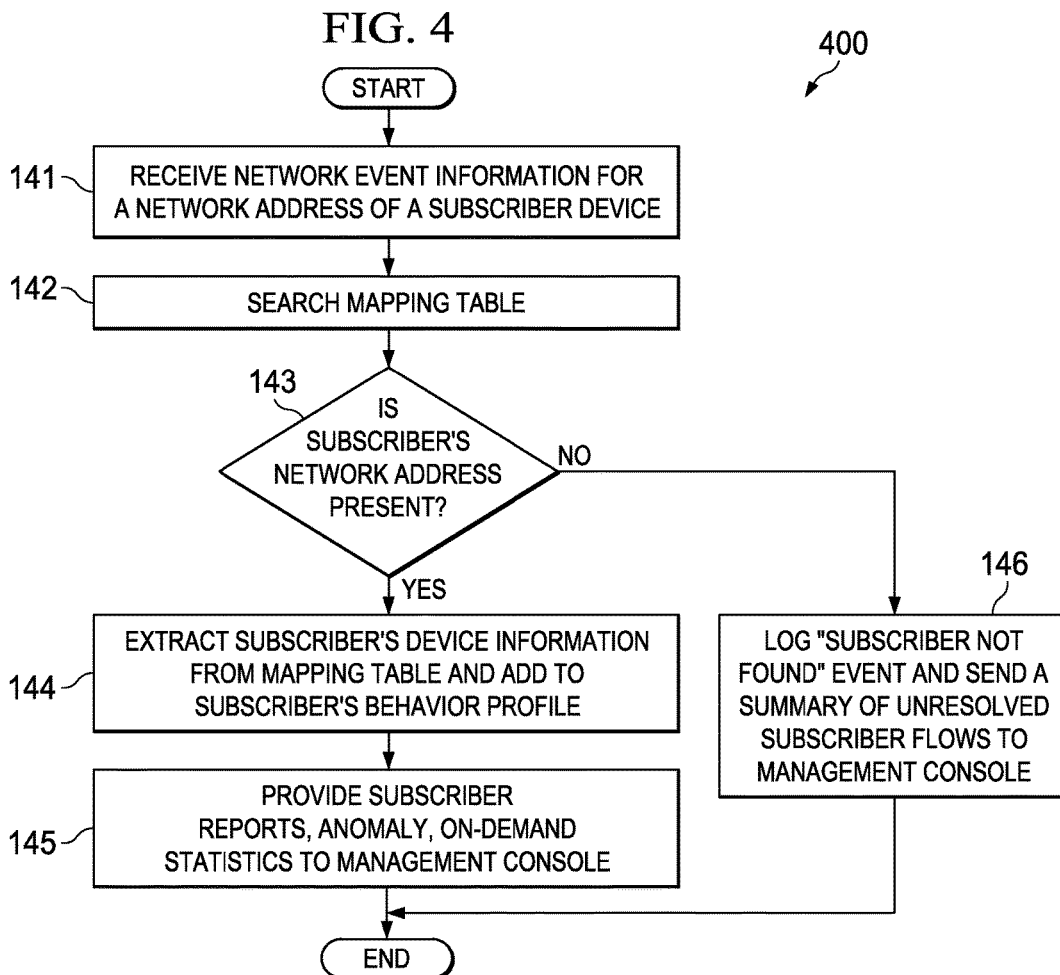 FIG. 4
400
START
141
RECEIVE NETWORK EVENT INFORMATION FOR
A NETWORK ADDRESS OF A SUBSCRIBER DEVICE
142
SEARCH MAPPING TABLE
143
IS
SUBSCRIBER'S
NETWORK ADDRESS
PRESENT?
NO
YES
144
EXTRACT SUBSCRIBER'S DEVICE INFORMATION
FROM MAPPING TABLE AND ADD TO
SUBSCRIBER'S BEHAVIOR PROFILE
146
LOG "SUBSCRIBER NOT
FOUND" EVENT AND SEND A
SUMMARY OF UNRESOLVED
SUBSCRIBER FLOWS TO
MANAGEMENT CONSOLE
145
PROVIDE SUBSCRIBER
REPORTS, ANOMALY, ON-DEMAND
STATISTICS TO MANAGEMENT CONSOLE
END